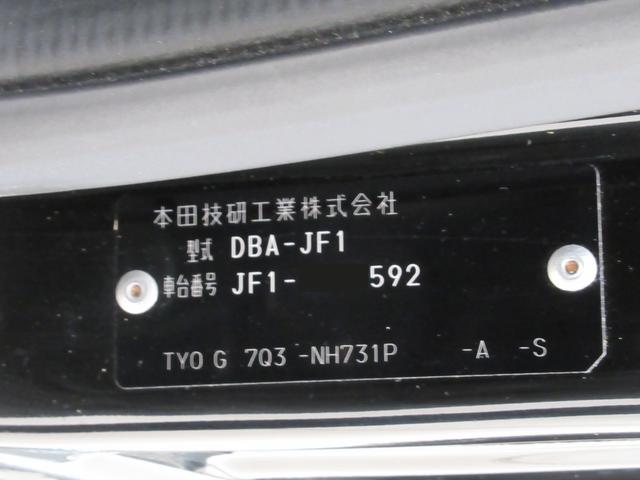 本田技研工業株式会社
型式 DBA-JF1
車台番号 JF1- 592
TYO G 7Q3 -NH731P -A -S